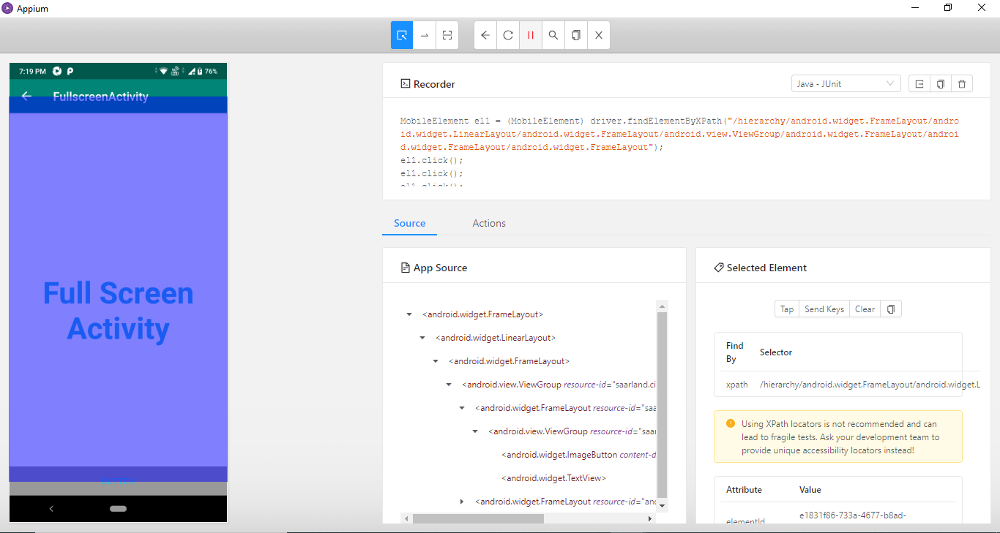 Appium
7:19 PM
76%
FullscreenActivity
Full Screen
Activity
BUTTON
Recorder
Java - JUnit
MobileElement el1 = (MobileElement) driver.findElementByXPath("/hierarchy/android.widget.FrameLayout/andro
id.widget.LinearLayout/android.widget.FrameLayout/android.view.ViewGroup/android.widget.FrameLayout/androi
d.widget.FrameLayout/android.widget.FrameLayout");
el1.click();
el1.click();
el1.click();
Source
Actions
App Source
<android.widget.FrameLayout>
<android.widget.LinearLayout>
<android.widget.FrameLayout>
<android.view.ViewGroup resource-id="saarland.ci
<android.widget.FrameLayout resource-id="saa
<android.view.ViewGroup resource-id="saar
<android.widget.ImageButton content-d
<android.widget.TextView>
<android.widget.FrameLayout resource-id="and
Selected Element
Tap
Send Keys
Clear
Find
By
Selector
xpath
/hierarchy/android.widget.FrameLayout/android.widget.L
Using XPath locators is not recommended and can
lead to fragile tests. Ask your development team to
provide unique accessibility locators instead!
Attribute
Value
elementId
e1831f86-733a-4677-b8ad-